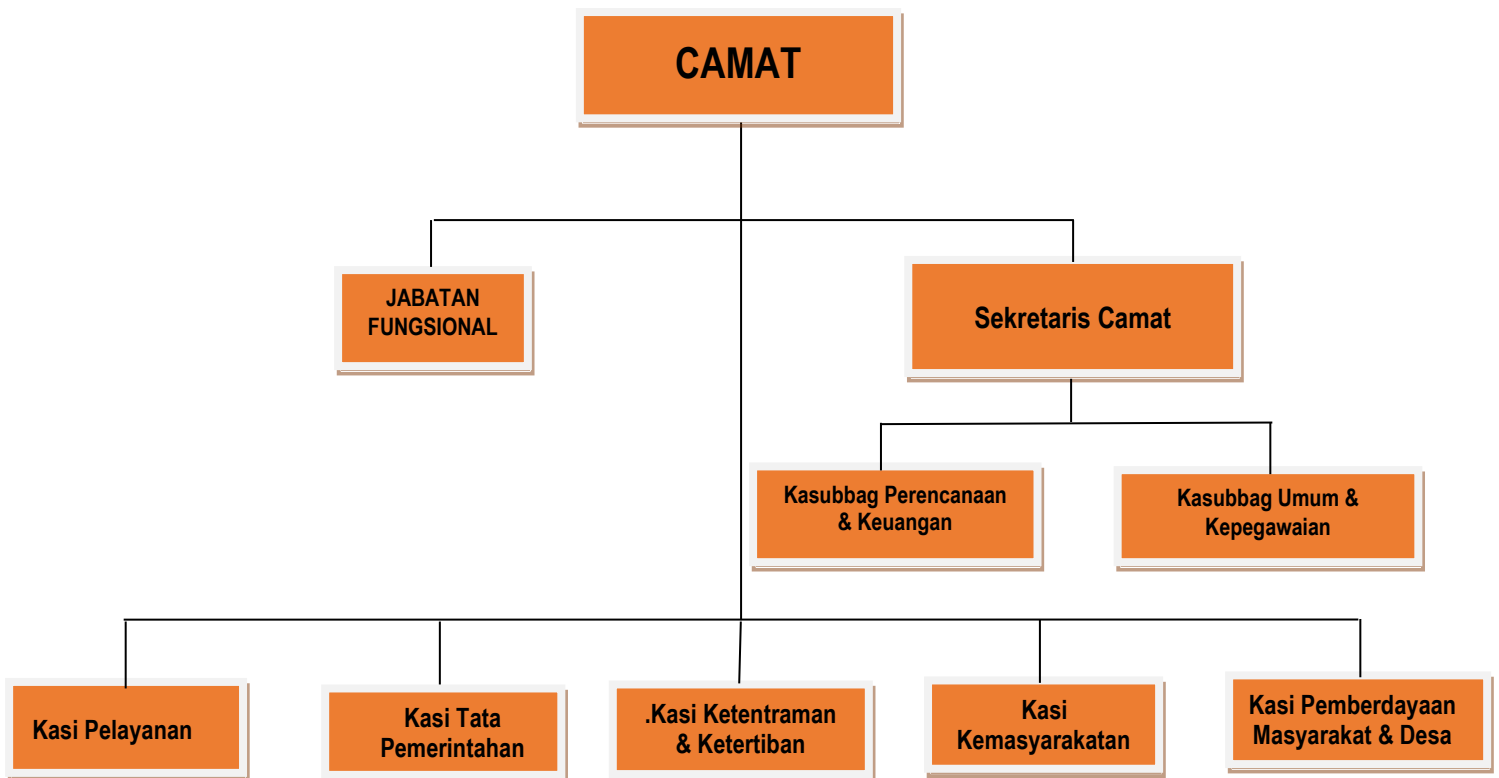 CAMAT
JABATAN
FUNGSIONAL
Sekretaris Camat
Kasubbag Perencanaan
& Keuangan
Kasubbag Umum &
Kepegawaian
Kasi Pelayanan
Kasi Tata
Pemerintahan
.Kasi Ketentraman
& Ketertiban
Kasi
Kemasyarakatan
Kasi Pemberdayaan
Masyarakat & Desa